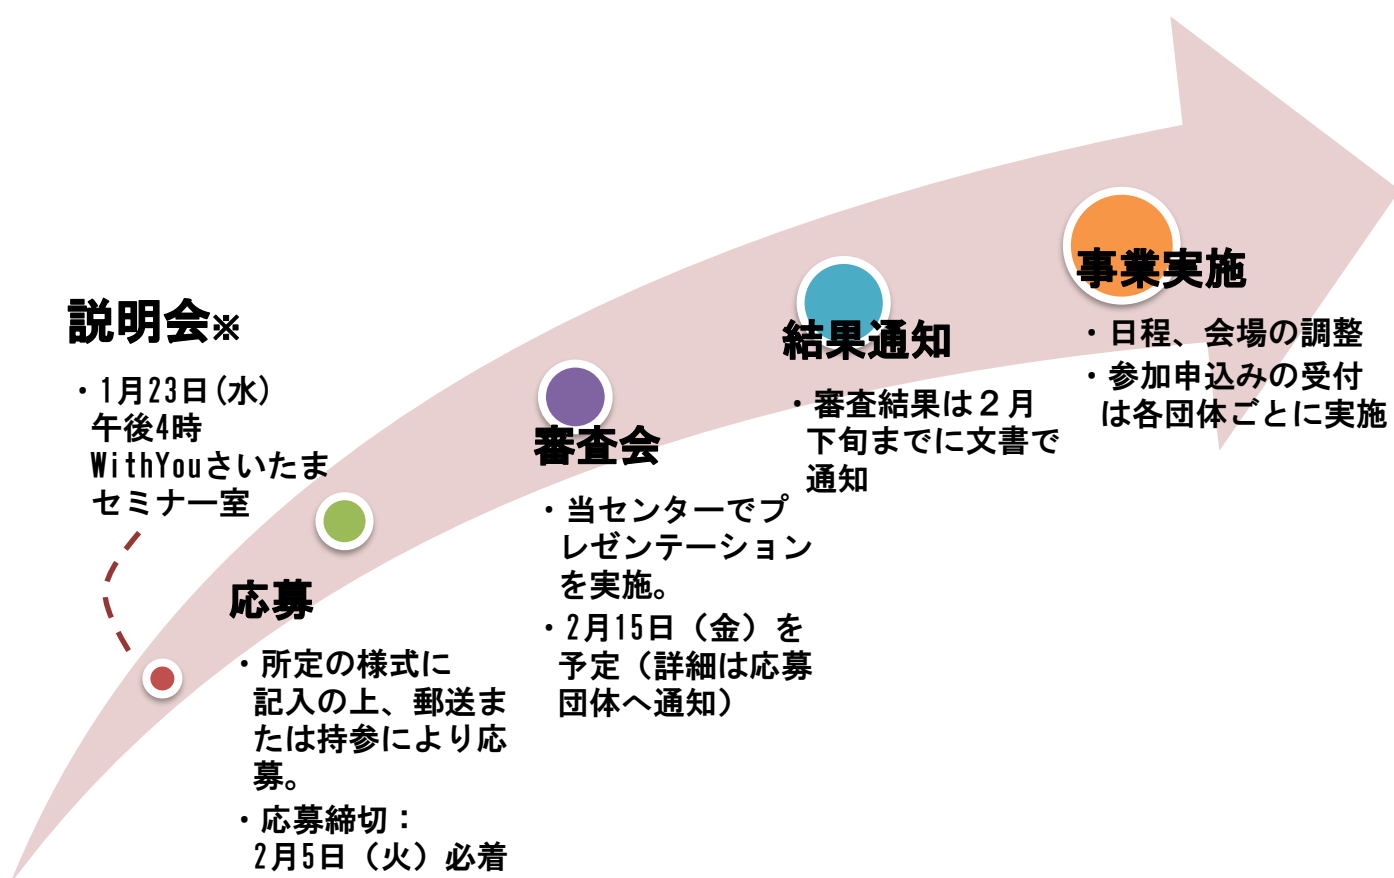 説明会※
・1月23日(水)
午後4時
WithYouさいたま
セミナー室
応募
・所定の様式に
記入の上、郵送ま
たは持参により応
募。
・応募締切：
2月5日（火）必着
審査会
・当センターでプ
レゼンテーション
を実施。
・2月15日（金）を
予定（詳細は応募
団体へ通知）
結果通知
・審査結果は２月
下旬までに文書で
通知
事業実施
・日程、会場の調整
・参加申込みの受付
は各団体ごとに実施